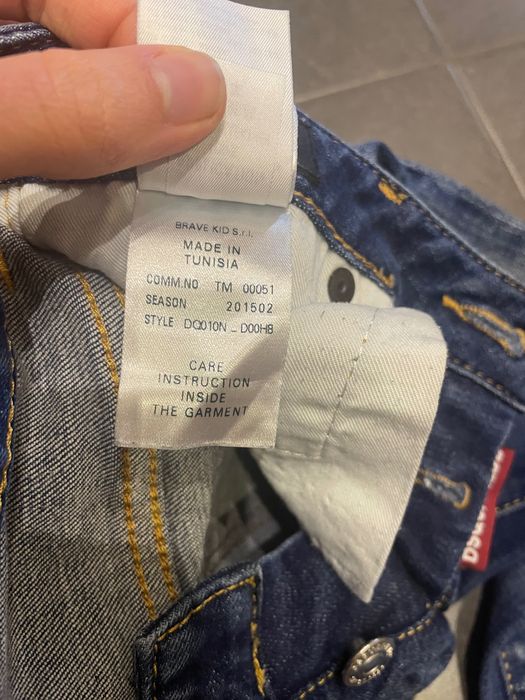 BRAVE KID S.r.l.
MADE IN
TUNISIA
COMM.NO TM 00051
SEASON 201502
STYLE DQ010N _ D00H8
CARE
INSTRUCTION
INSIDE
THE GARMENT